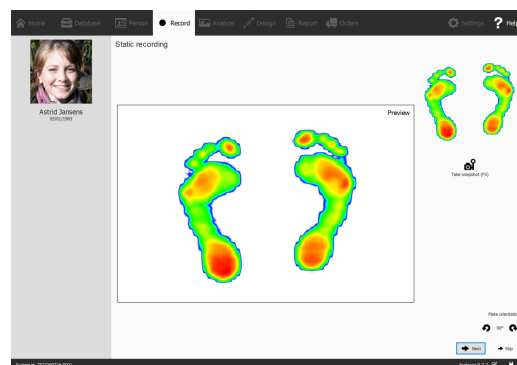 Home
Database
Person
Record
Analyze
Design
Report
Orders
Settings
? Help
Static recording
Astrid Jansens
Preview
Take snapshot (F5)
Plate orientatio
90°
Next
Skip